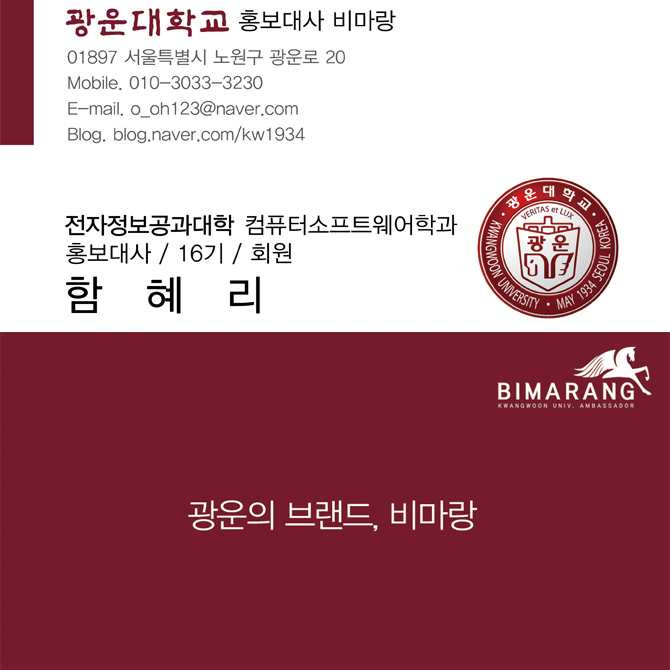 광운대학교 홍보대사 비마랑
01897 서울특별시 노원구 광운로 20
Mobile. 010-3033-3230
E-mail. o_oh123@naver.com
Blog. blog.naver.com/kw1934
전자정보공과대학 컴퓨터소프트웨어학과
홍보대사 / 16기 / 회원
함 혜 리
· 광운대학교 ·
VERITAS et LUX
광운
KWANGWOON UNIVERSITY · MAY 1934 SEOUL KOREA
BIMARANG
KWANGWOON UNIV. AMBASSADOR
광운의 브랜드, 비마랑